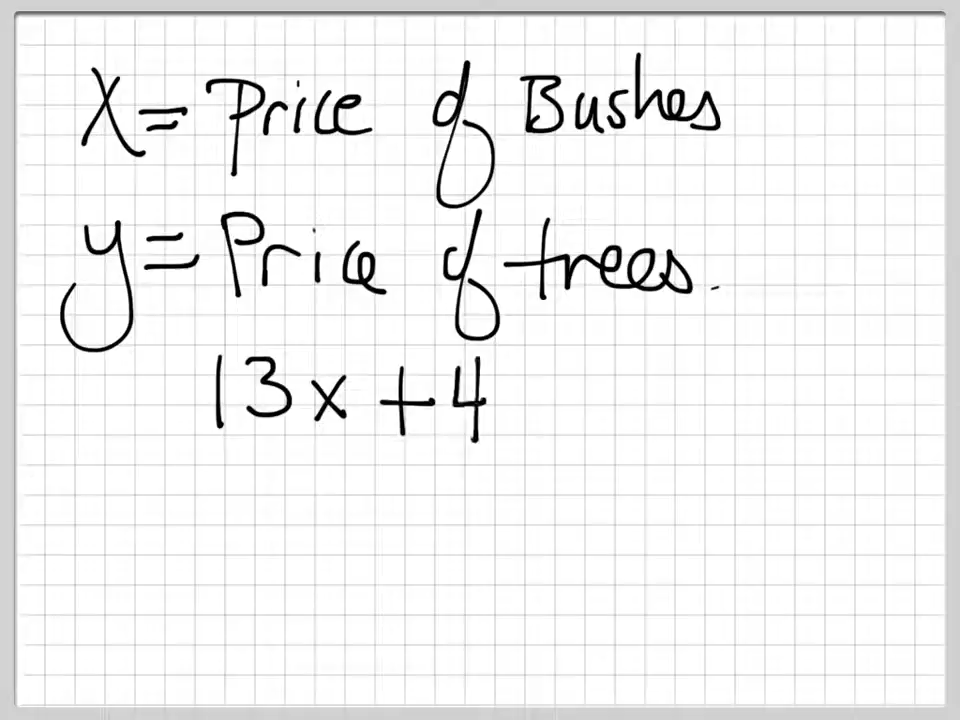 X = Price of Bushes
y = Price of trees.
13x + 4